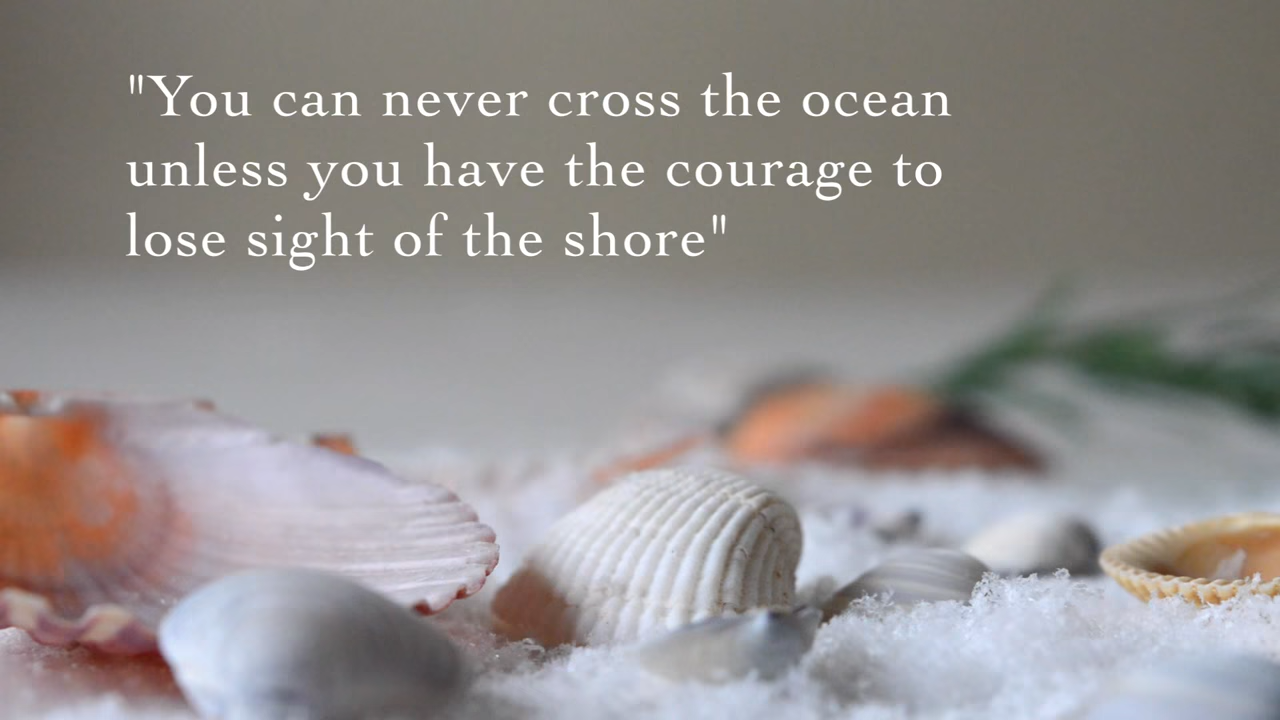 "You can never cross the ocean
unless you have the courage to
lose sight of the shore"